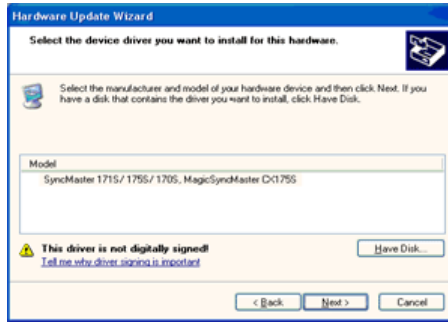 Hardware Update Wizard
Select the device driver you want to install for this hardware.
Select the manufacturer and model of your hardware device and then click Next. If you
have a disk that contains the driver you want to install, click Have Disk.
Model
SyncMaster 171S/ 175S/ 170S, MagicSyncMaster CX175S
This driver is not digitally signed!
Have Disk...
Tell me why driver signing is important
< Back
Next >
Cancel